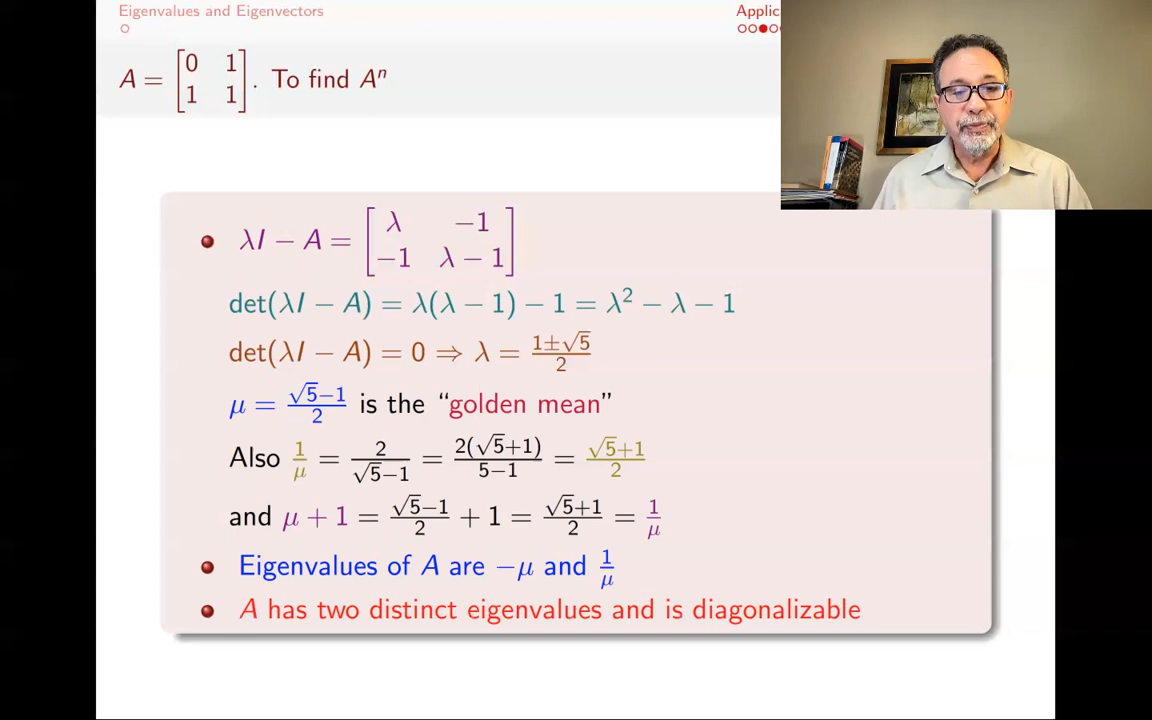 Eigenvalues and Eigenvectors
Applic
A = [0 1; 1 1]. To find Aⁿ
λI − A = [λ −1; −1 λ − 1]
det(λI − A) = λ(λ − 1) − 1 = λ² − λ − 1
det(λI − A) = 0 ⇒ λ = (1±√5)/2
μ = (√5−1)/2 is the “golden mean”
Also 1/μ = 2/(√5−1) = 2(√5+1)/(5−1) = (√5+1)/2
and μ + 1 = (√5−1)/2 + 1 = (√5+1)/2 = 1/μ
Eigenvalues of A are −μ and 1/μ
A has two distinct eigenvalues and is diagonalizable